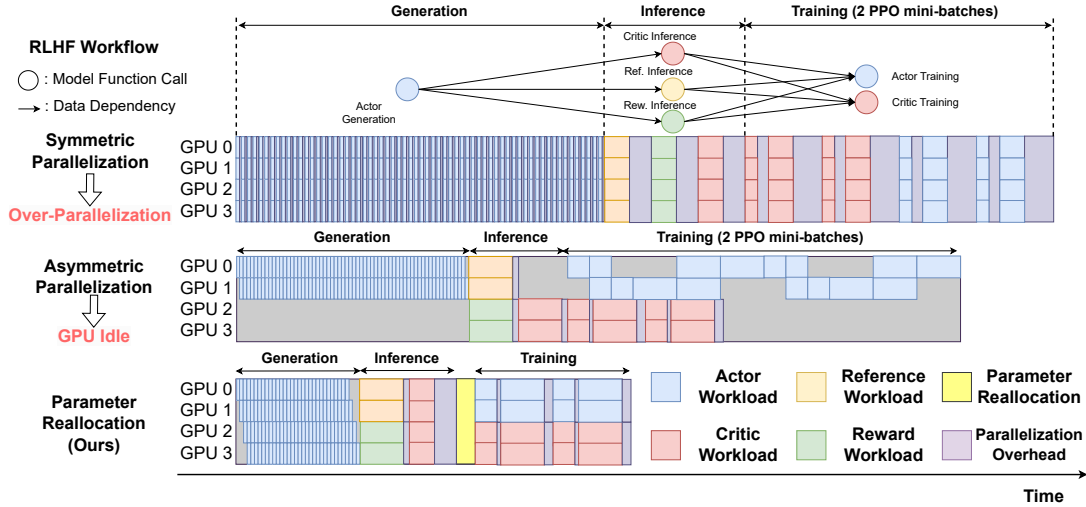 Generation
Inference
Training (2 PPO mini-batches)
RLHF Workflow
: Model Function Call
: Data Dependency
Critic Inference
Ref. Inference
Rew. Inference
Actor
Generation
Actor Training
Critic Training
Symmetric
Parallelization
Over-Parallelization
GPU 0
GPU 1
GPU 2
GPU 3
Generation
Inference
Training (2 PPO mini-batches)
Asymmetric
Parallelization
GPU Idle
GPU 0
GPU 1
GPU 2
GPU 3
Generation
Inference
Training
Parameter
Reallocation
(Ours)
GPU 0
GPU 1
GPU 2
GPU 3
Actor
Workload
Reference
Workload
Parameter
Reallocation
Critic
Workload
Reward
Workload
Parallelization
Overhead
Time